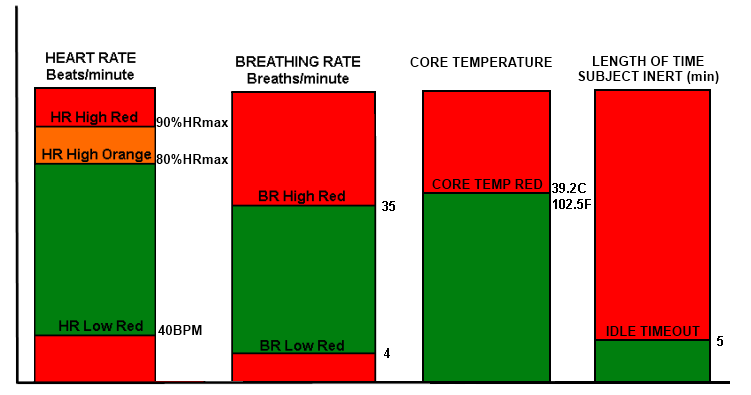 HEART RATE
Beats/minute
HR High Red
90%HRmax
HR High Orange
80%HRmax
HR Low Red
40BPM
BREATHING RATE
Breaths/minute
BR High Red
35
BR Low Red
4
CORE TEMPERATURE
CORE TEMP RED
39.2C
102.5F
LENGTH OF TIME
SUBJECT INERT (min)
IDLE TIMEOUT
5